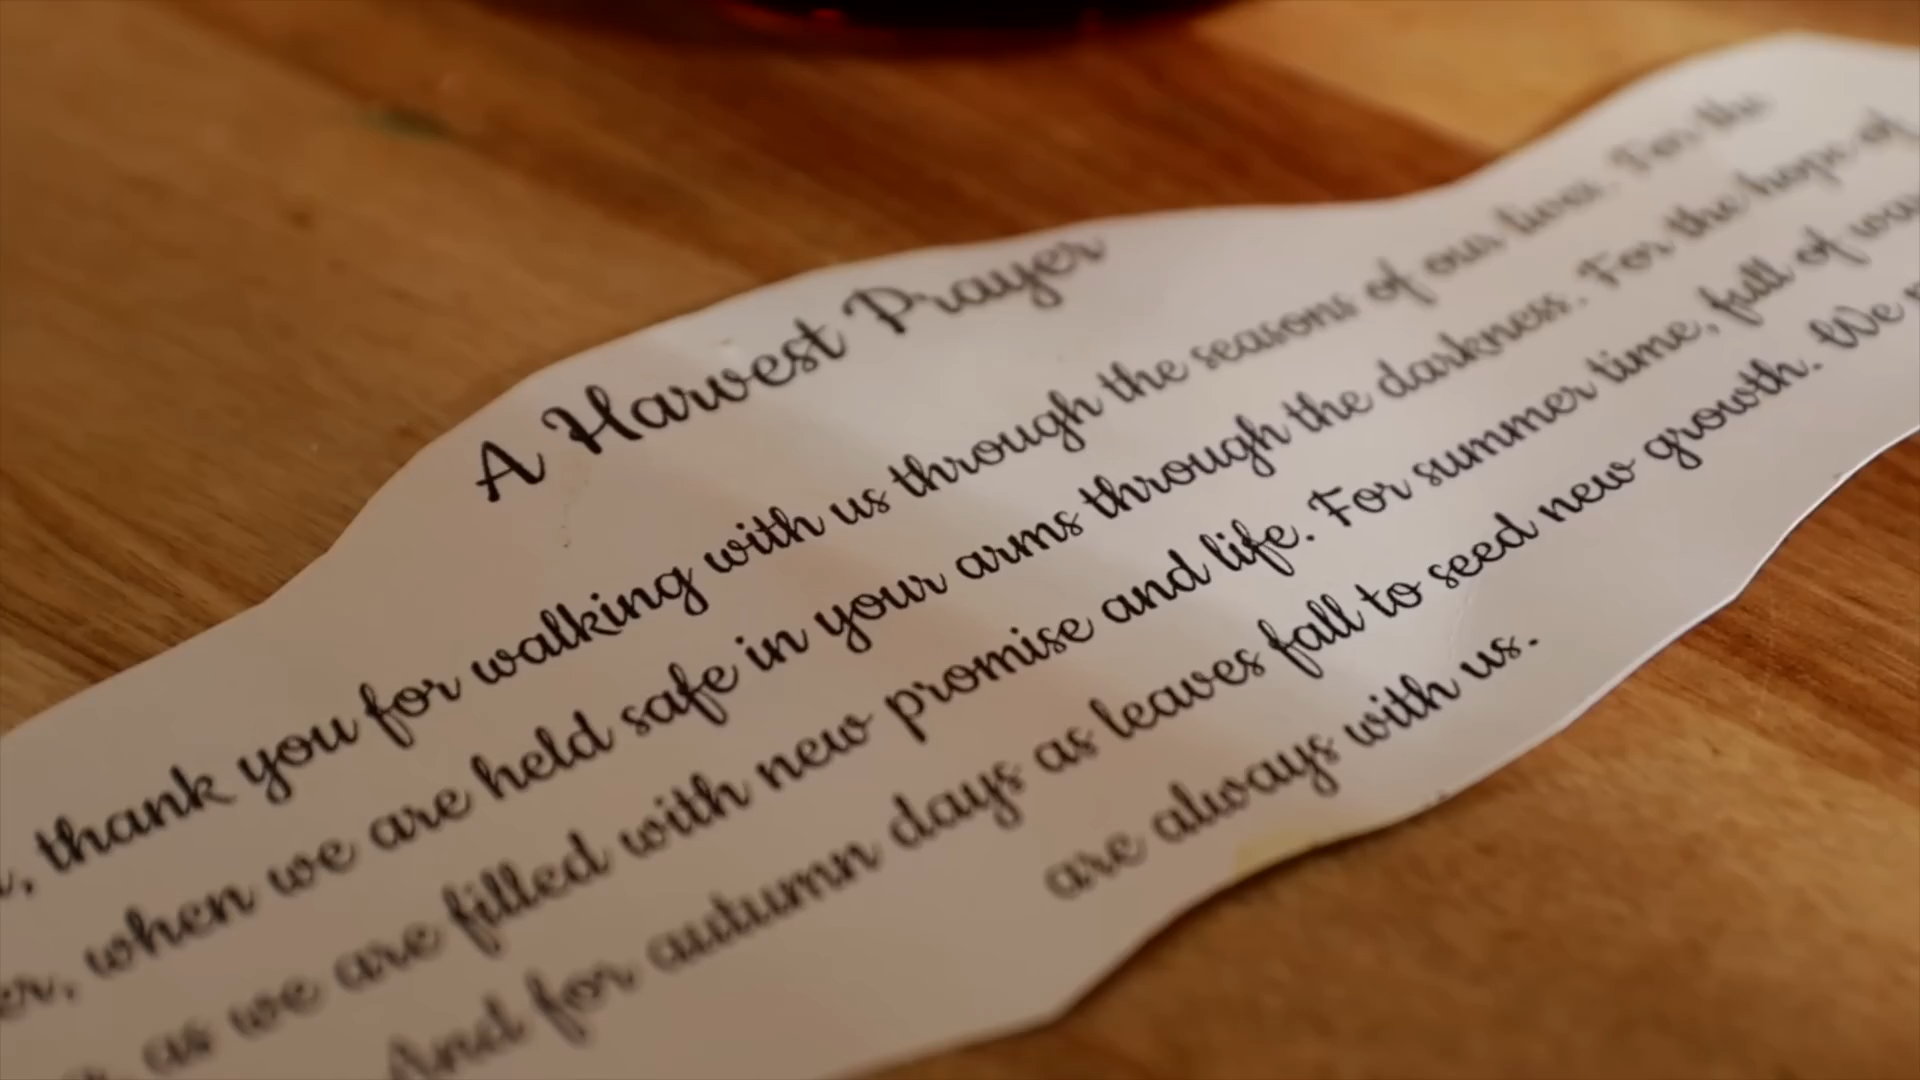 A Harvest Prayer
thank you for walking with us through the seasons of our lives. For the
when we are held safe in your arms through the darkness. For the hope of
as we are filled with new promise and life. For summer time, full of
And for autumn days as leaves fall to seed new growth. We
are always with us.